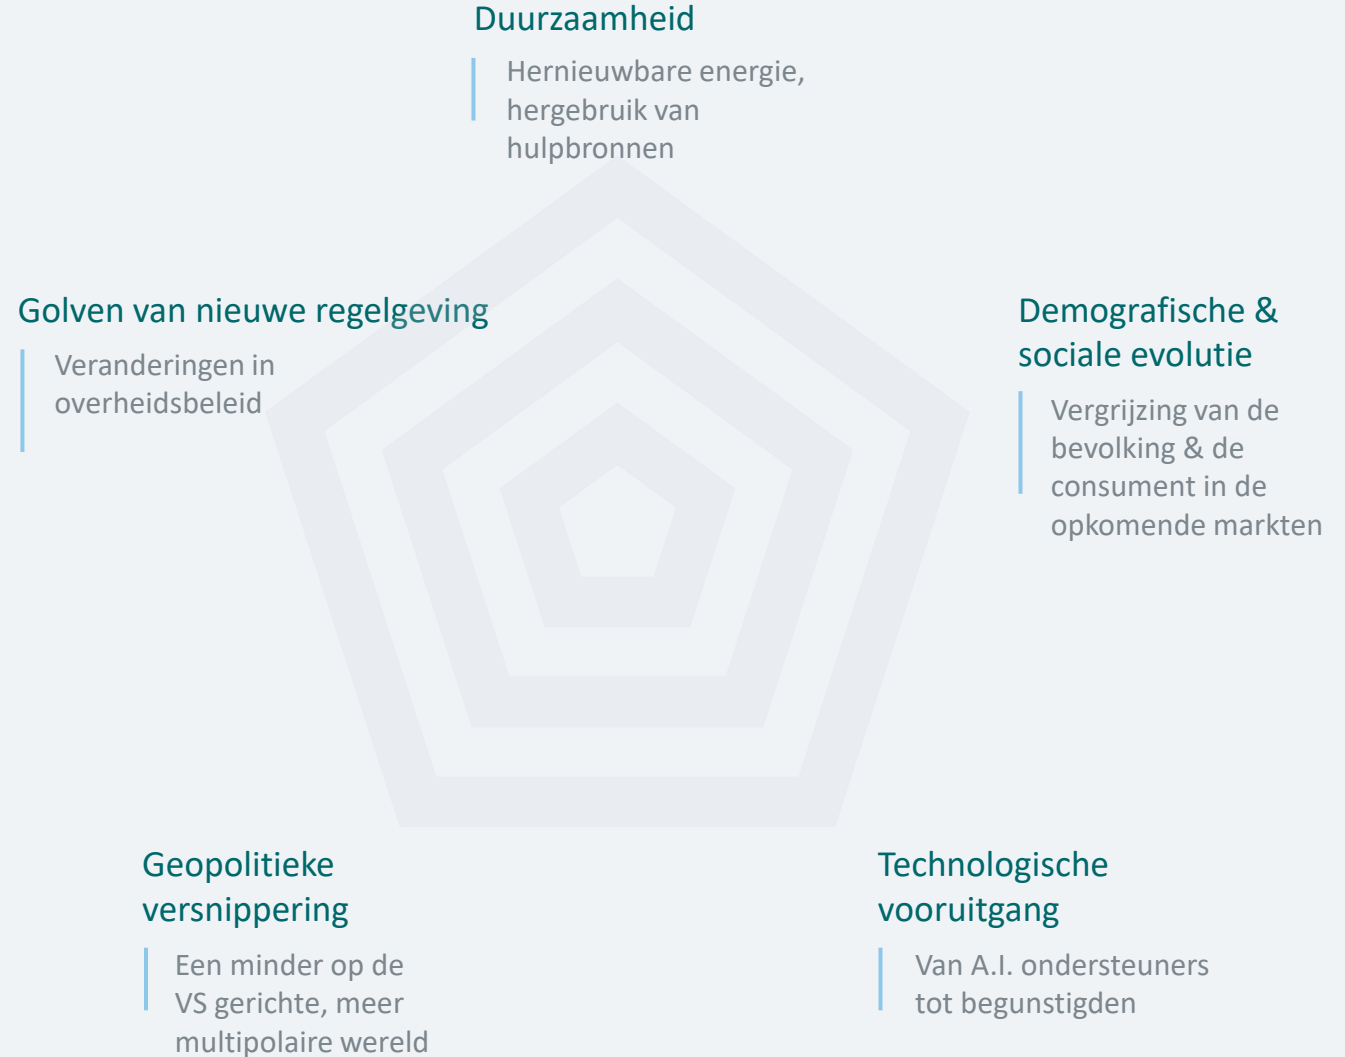 Duurzaamheid
Hernieuwbare energie,
hergebruik van
hulpbronnen
Golven van nieuwe regelgeving
Veranderingen in
overheidsbeleid
Demografische &
sociale evolutie
Vergrijzing van de
bevolking & de
consument in de
opkomende markten
Geopolitieke
versnippering
Een minder op de
VS gerichte, meer
multipolaire wereld
Technologische
vooruitgang
Van A.I. ondersteuners
tot begunstigden